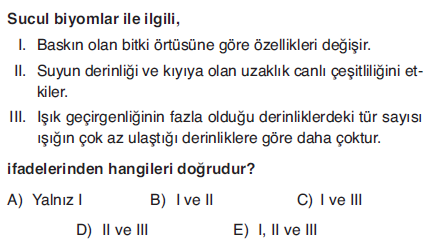 Sucul biyomlar ile ilgili,
I. Baskın olan bitki örtüsüne göre özellikleri değişir.
II. Suyun derinliği ve kıyıya olan uzaklık canlı çeşitliliğini et-
kiler.
III. Işık geçirgenliğinin fazla olduğu derinliklerdeki tür sayısı
ışığın çok az ulaştığı derinliklere göre daha çoktur.
ifadelerinden hangileri doğrudur?
A) Yalnız I B) I ve II C) I ve III
D) II ve III E) I, II ve III